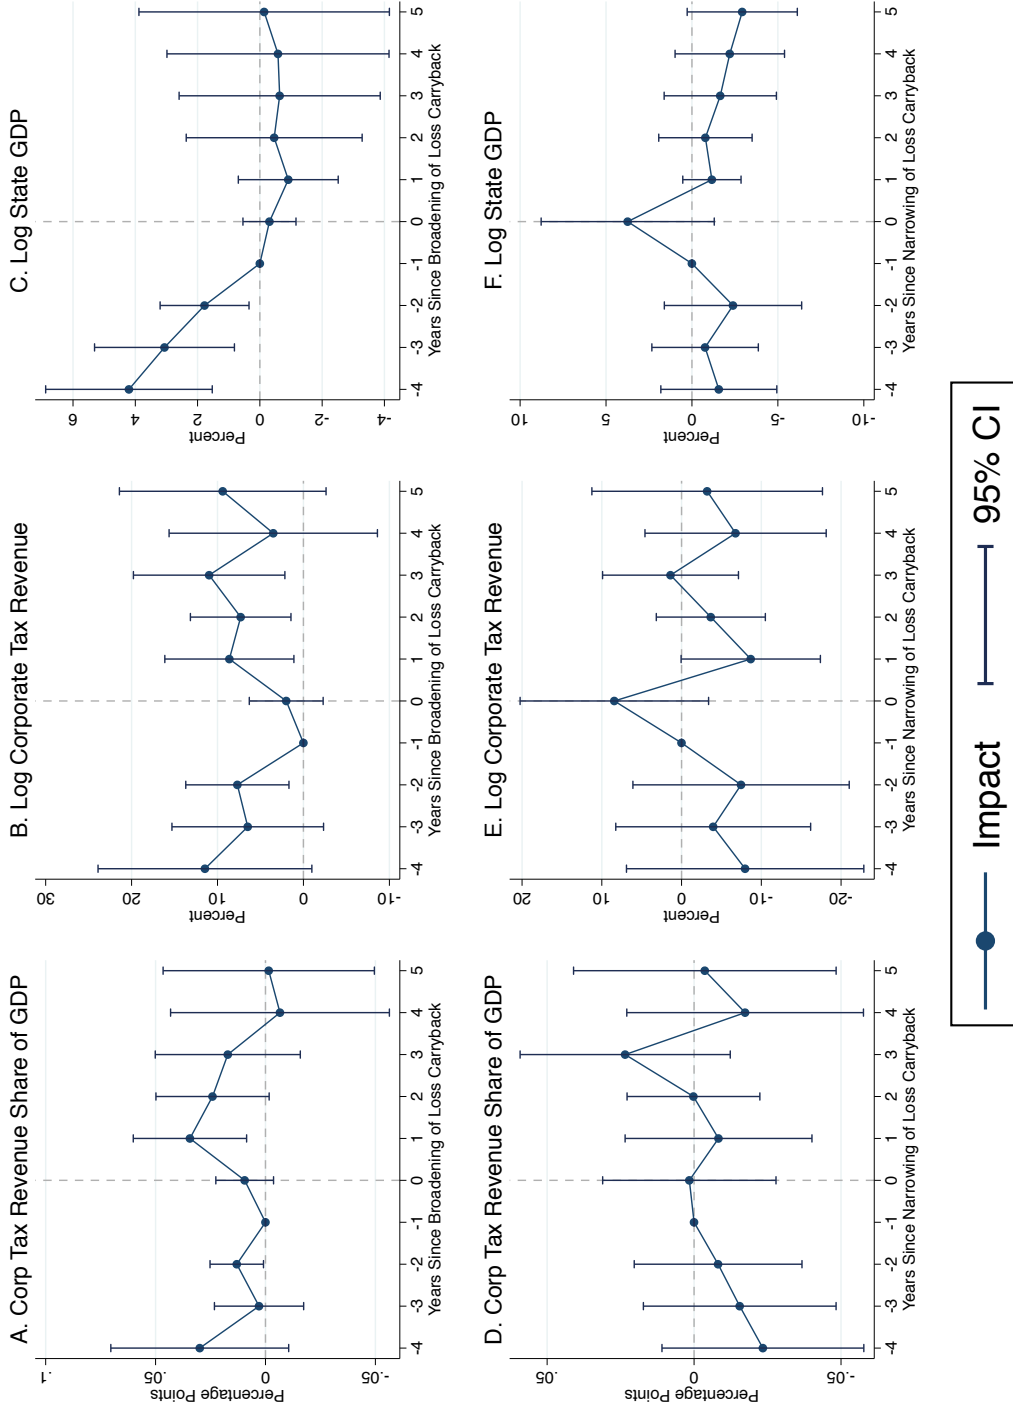 A. Corp Tax Revenue Share of GDP
Percentage Points
.1
.05
0
-.05
-4 -3 -2 -1 0 1 2 3 4 5
Years Since Broadening of Loss Carryback
B. Log Corporate Tax Revenue
Percent
30
20
10
0
-10
-4 -3 -2 -1 0 1 2 3 4 5
Years Since Broadening of Loss Carryback
C. Log State GDP
Percent
6
4
2
0
-2
-4
-4 -3 -2 -1 0 1 2 3 4 5
Years Since Broadening of Loss Carryback
D. Corp Tax Revenue Share of GDP
Percentage Points
.05
0
-.05
-4 -3 -2 -1 0 1 2 3 4 5
Years Since Narrowing of Loss Carryback
E. Log Corporate Tax Revenue
Percent
20
10
0
-10
-20
-4 -3 -2 -1 0 1 2 3 4 5
Years Since Narrowing of Loss Carryback
F. Log State GDP
Percent
10
5
0
-5
-10
-4 -3 -2 -1 0 1 2 3 4 5
Years Since Narrowing of Loss Carryback
Impact 95% CI